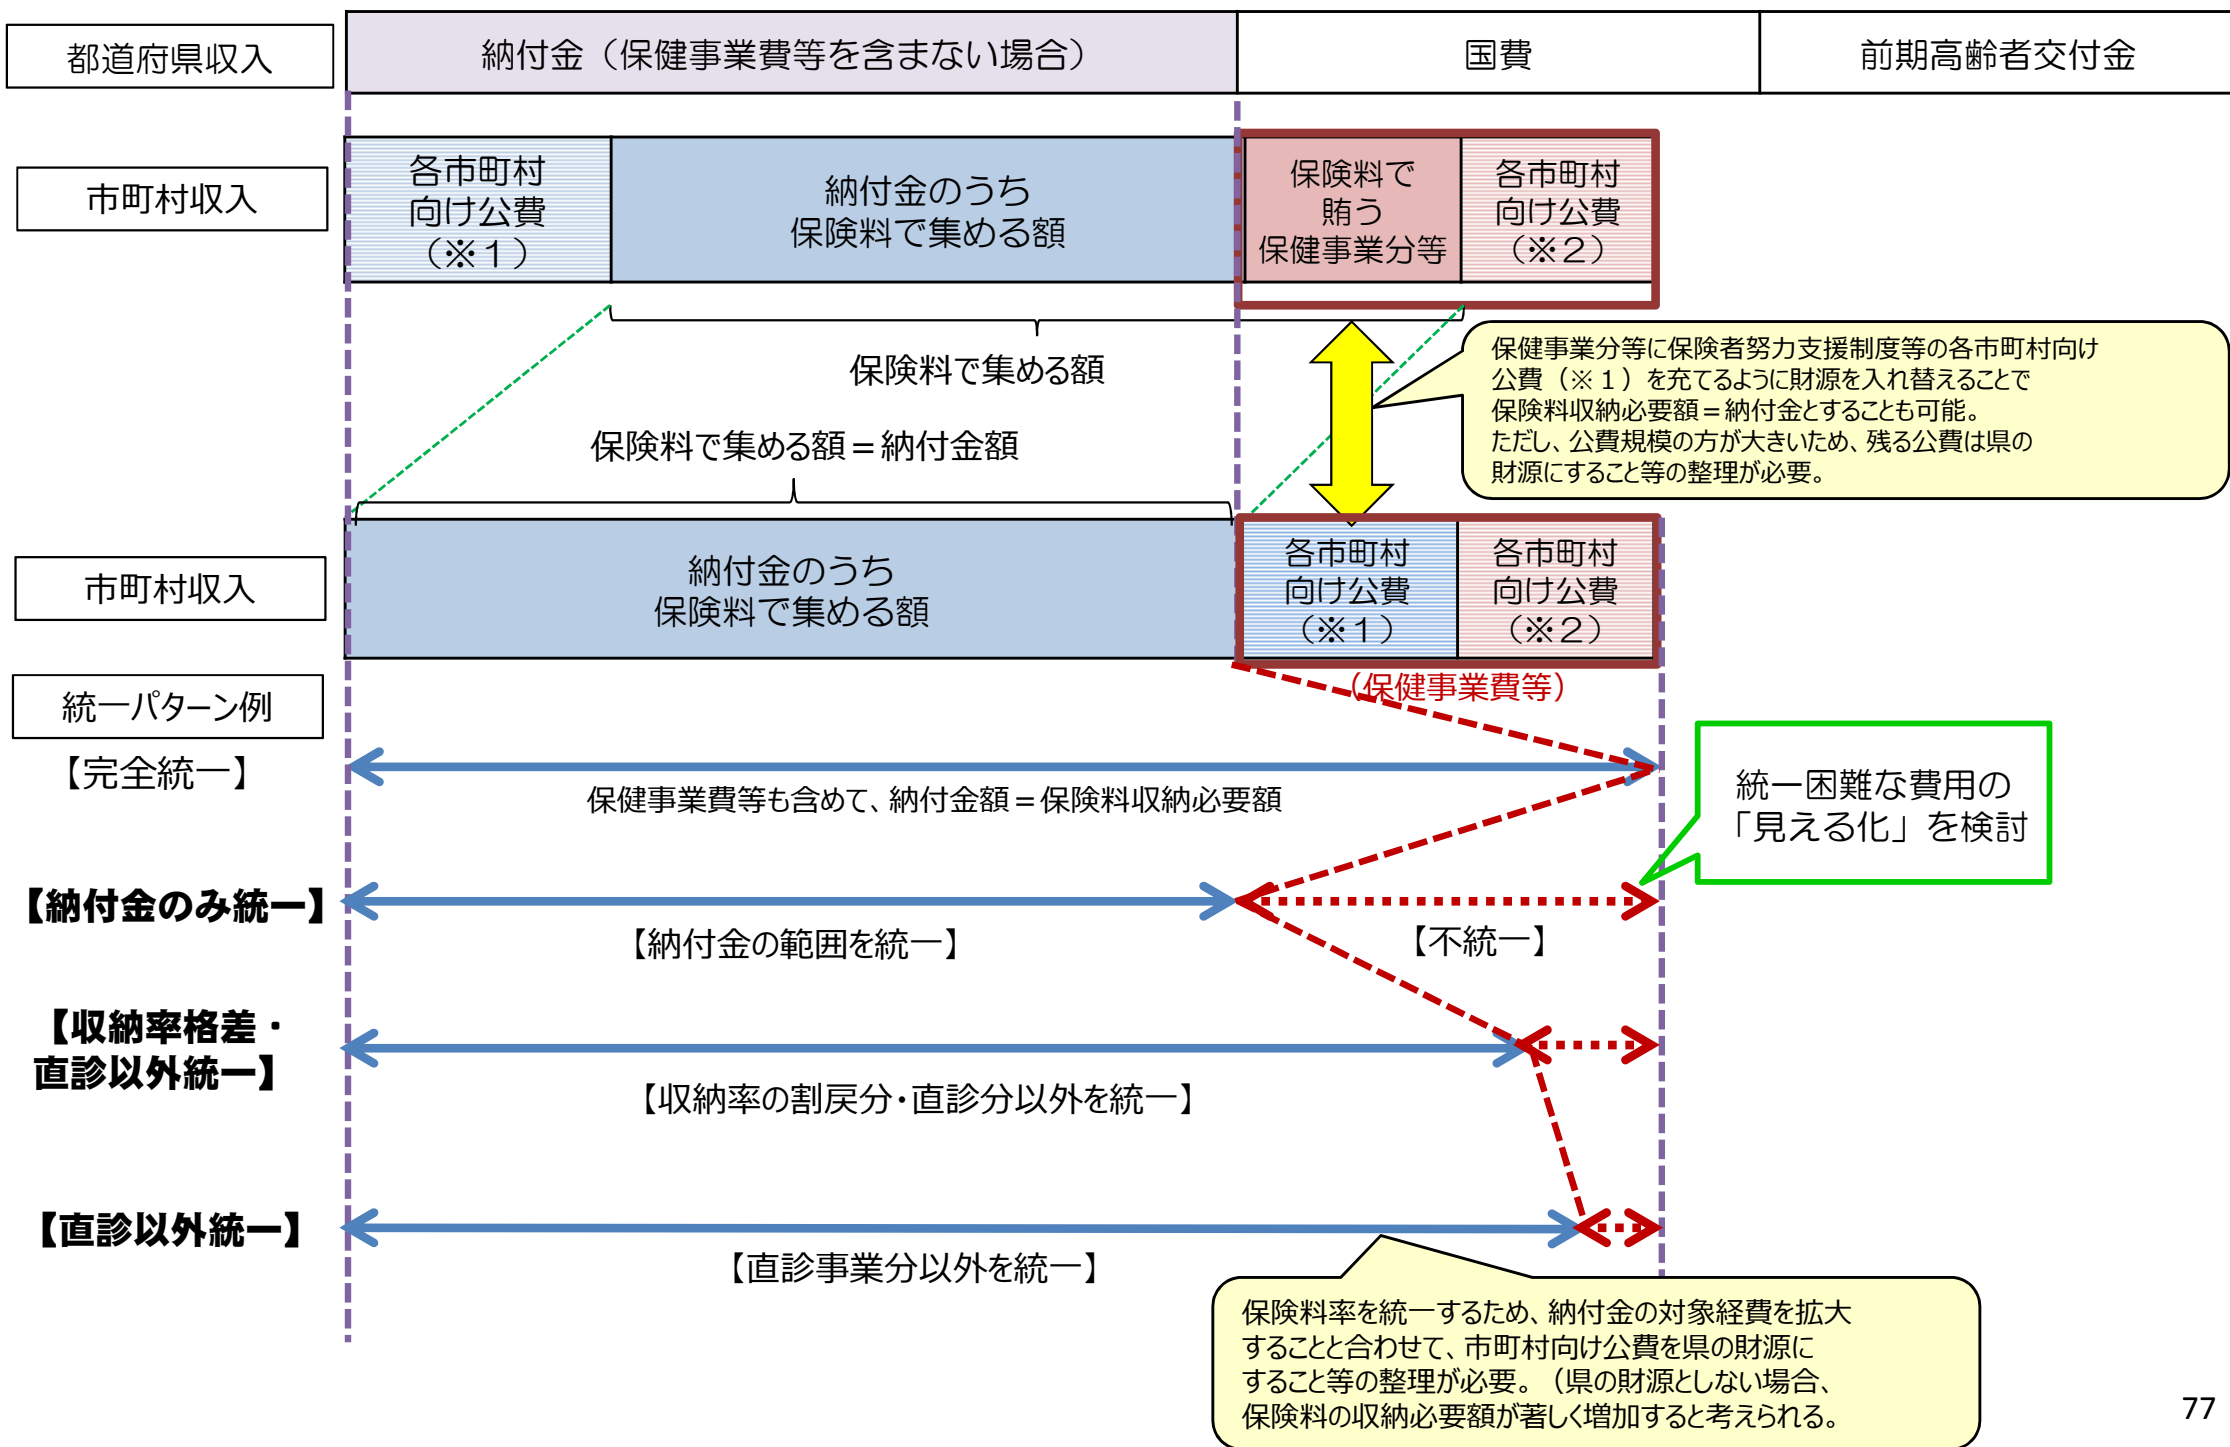 都道府県収入
納付金（保健事業費等を含まない場合）
国費
前期高齢者交付金
市町村収入
各市町村
向け公費
（※１）
納付金のうち
保険料で集める額
保険料で
賄う
保健事業分等
各市町村
向け公費
（※２）
保険料で集める額
保健事業分等に保険者努力支援制度等の各市町村向け
公費（※１）を充てるように財源を入れ替えることで
保険料収納必要額＝納付金とすることも可能。
ただし、公費規模の方が大きいため、残る公費は県の
財源にすること等の整理が必要。
保険料で集める額＝納付金額
市町村収入
納付金のうち
保険料で集める額
各市町村
向け公費
（※１）
各市町村
向け公費
（※２）
（保健事業費等）
統一パターン例
【完全統一】
保健事業費等も含めて、納付金額＝保険料収納必要額
統一困難な費用の
「見える化」を検討
【納付金のみ統一】
【納付金の範囲を統一】
【不統一】
【収納率格差・
直診以外統一】
【収納率の割戻分・直診分以外を統一】
【直診以外統一】
【直診事業分以外を統一】
保険料率を統一するため、納付金の対象経費を拡大
することと合わせて、市町村向け公費を県の財源に
すること等の整理が必要。（県の財源としない場合、
保険料の収納必要額が著しく増加すると考えられる。
77